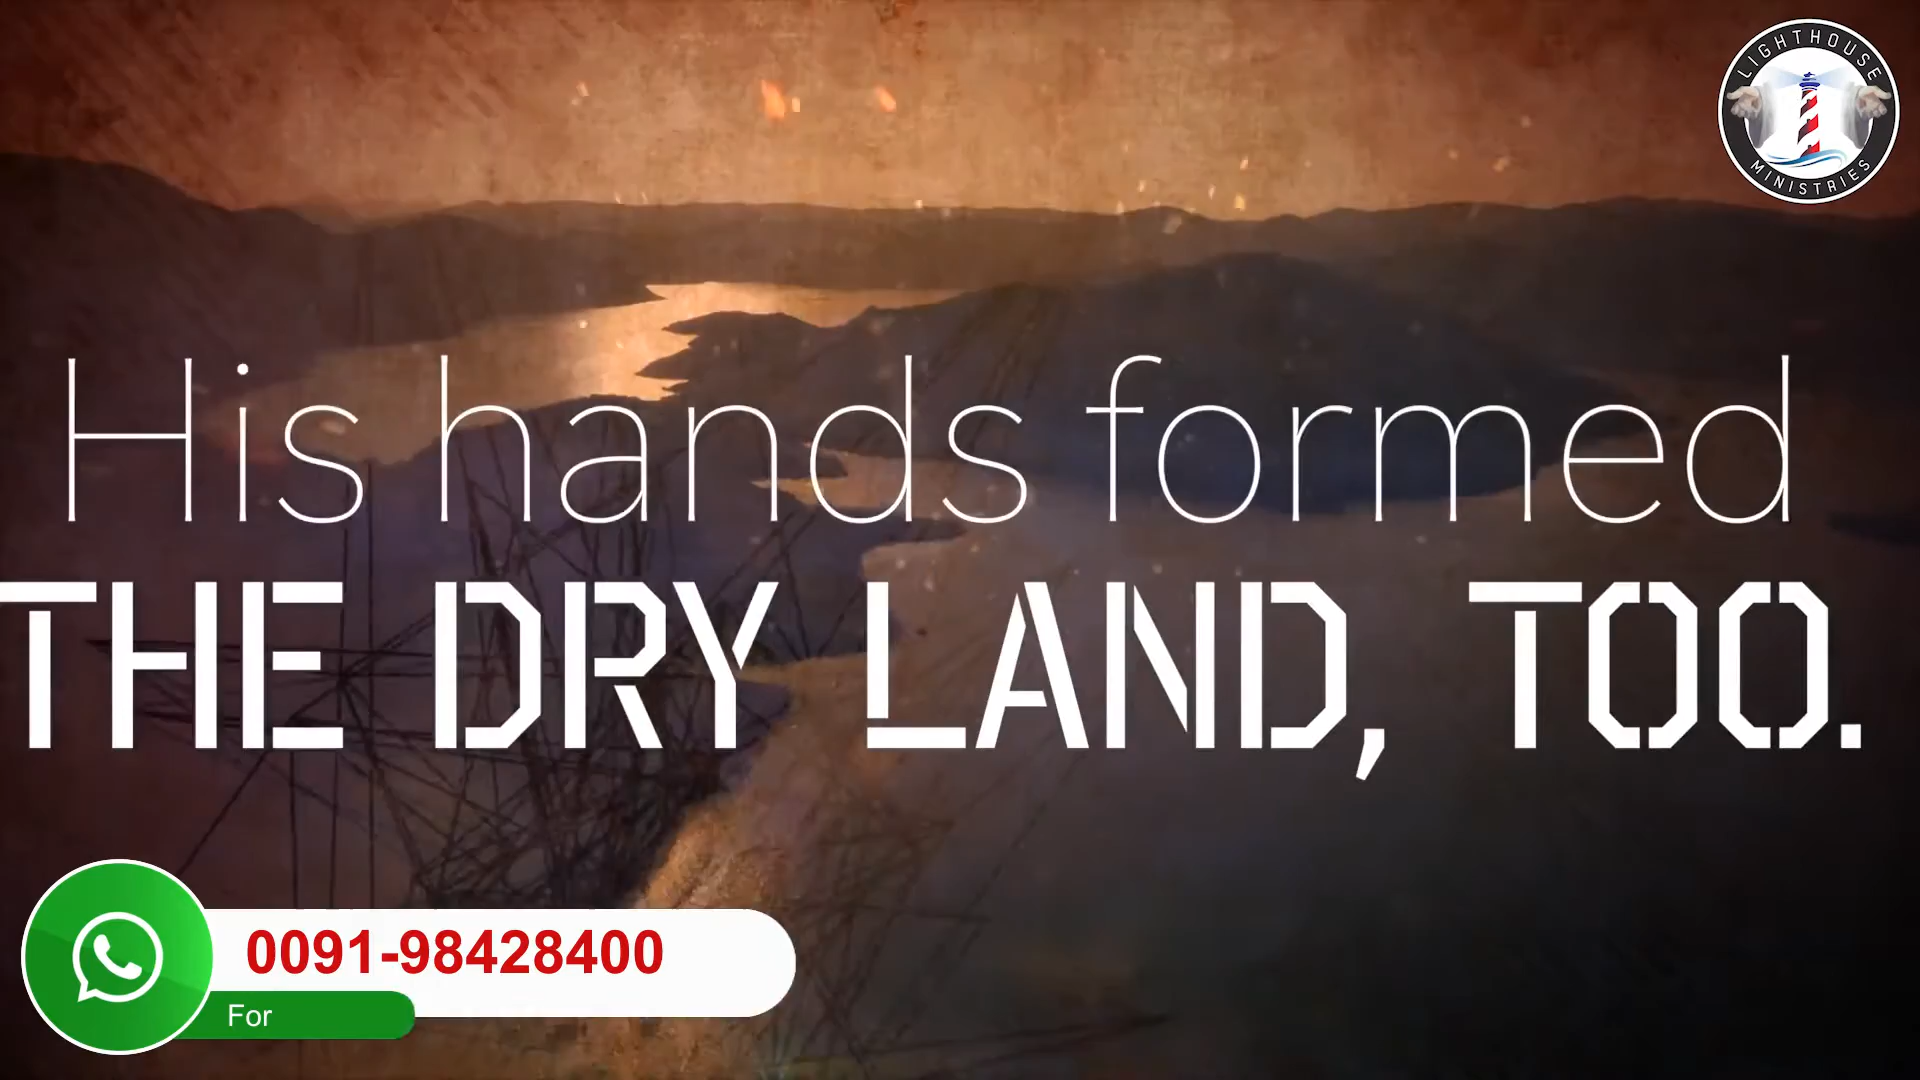 LIGHTHOUSE
MINISTRIES
His hands formed
THE DRY LAND, TOO.
0091-98428400
For